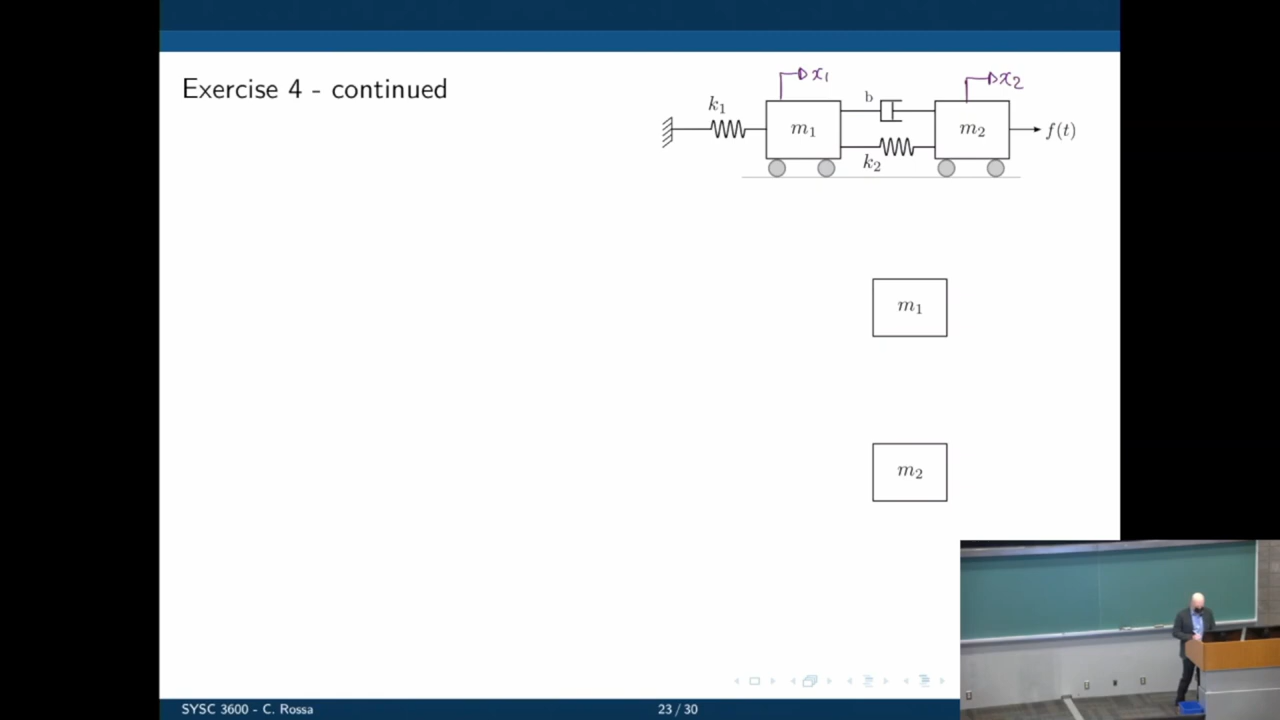 Exercise 4 - continued
x₁
x₂
k₁
b
m₁
m₂
f(t)
k₂
m₁
m₂
SYSC 3600 - C. Rossa
23 / 30